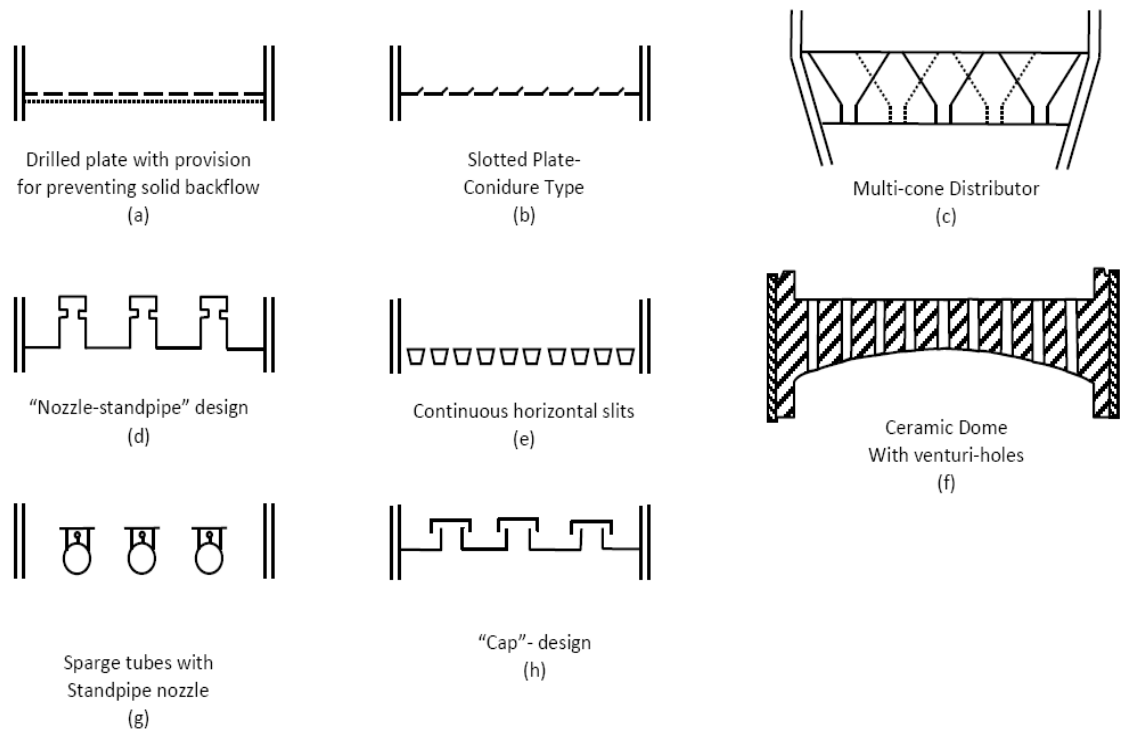 Drilled plate with provision
for preventing solid backflow
(a)
Slotted Plate-
Conidure Type
(b)
Multi-cone Distributor
(c)
“Nozzle-standpipe” design
(d)
Continuous horizontal slits
(e)
Ceramic Dome
With venturi-holes
(f)
Sparge tubes with
Standpipe nozzle
(g)
“Cap”- design
(h)